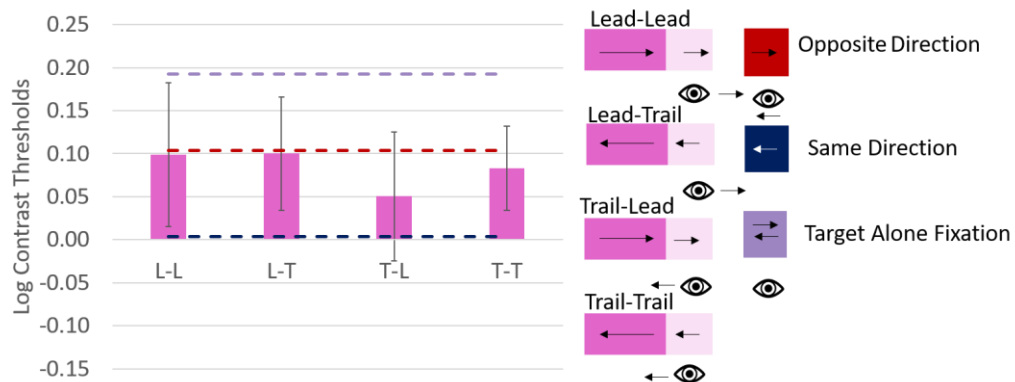 Log Contrast Thresholds
0.25
0.20
0.15
0.10
0.05
0.00
-0.05
-0.10
-0.15
L-L
L-T
T-L
T-T
Lead-Lead
Lead-Trail
Trail-Lead
Trail-Trail
Opposite Direction
Same Direction
Target Alone Fixation